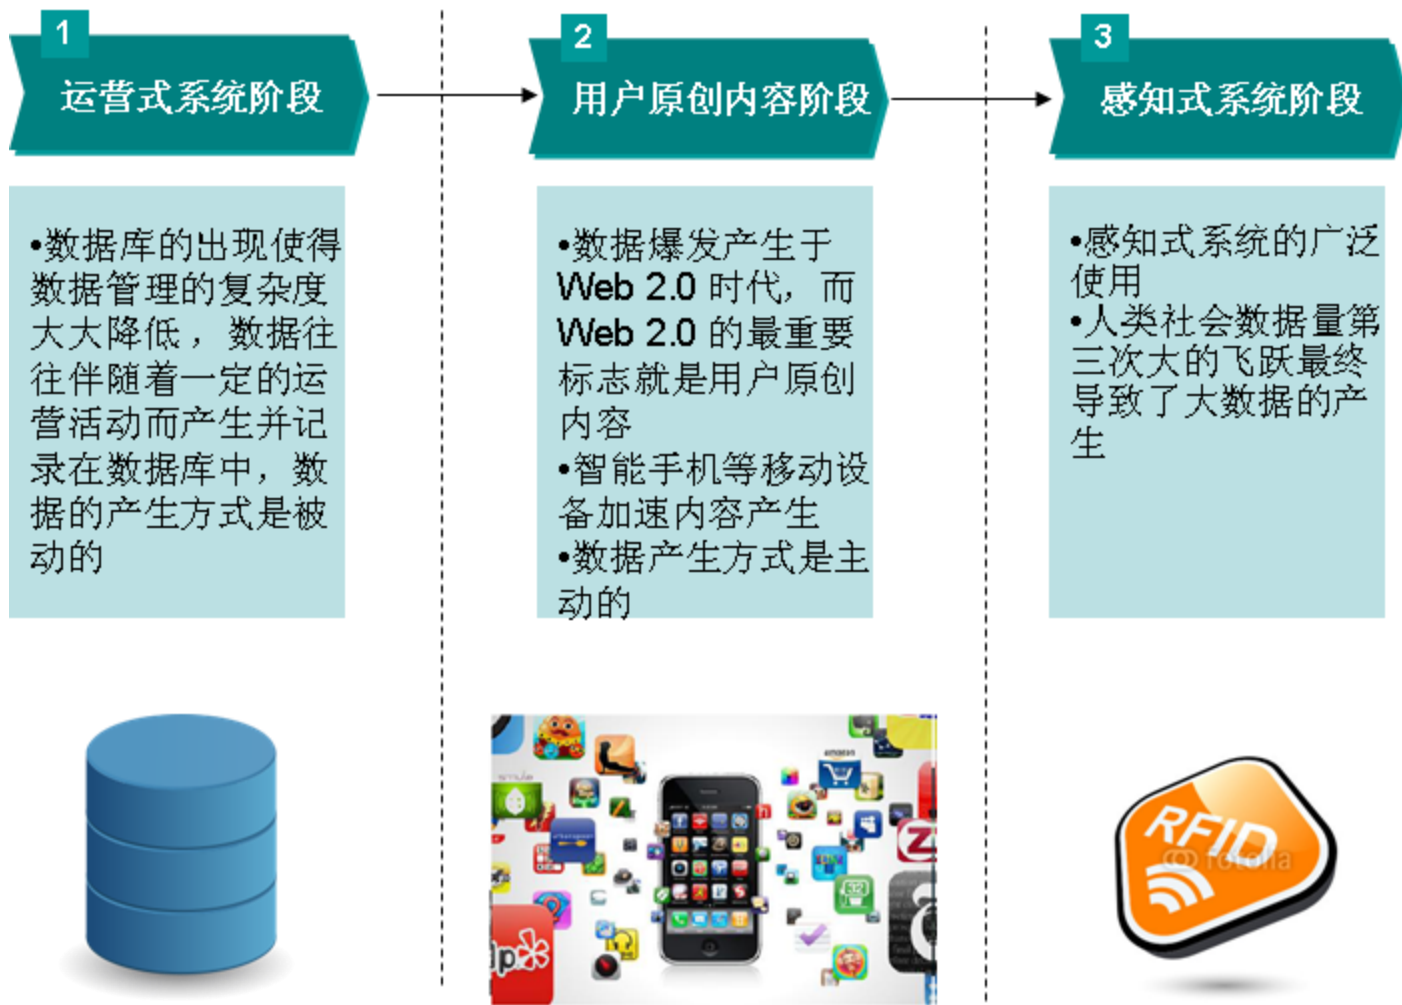 1
运营式系统阶段
2
用户原创内容阶段
3
感知式系统阶段
•数据库的出现使得
数据管理的复杂度
大大降低，数据往
往伴随着一定的运
营活动而产生并记
录在数据库中，数
据的产生方式是被
动的
•数据爆发产生于
Web 2.0 时代，而
Web 2.0 的最重要
标志就是用户原创
内容
•智能手机等移动设
备加速内容产生
•数据产生方式是主
动的
•感知式系统的广泛
使用
•人类社会数据量第
三次大的飞跃最终
导致了大数据的产
生
amazon
RFID
fotolia